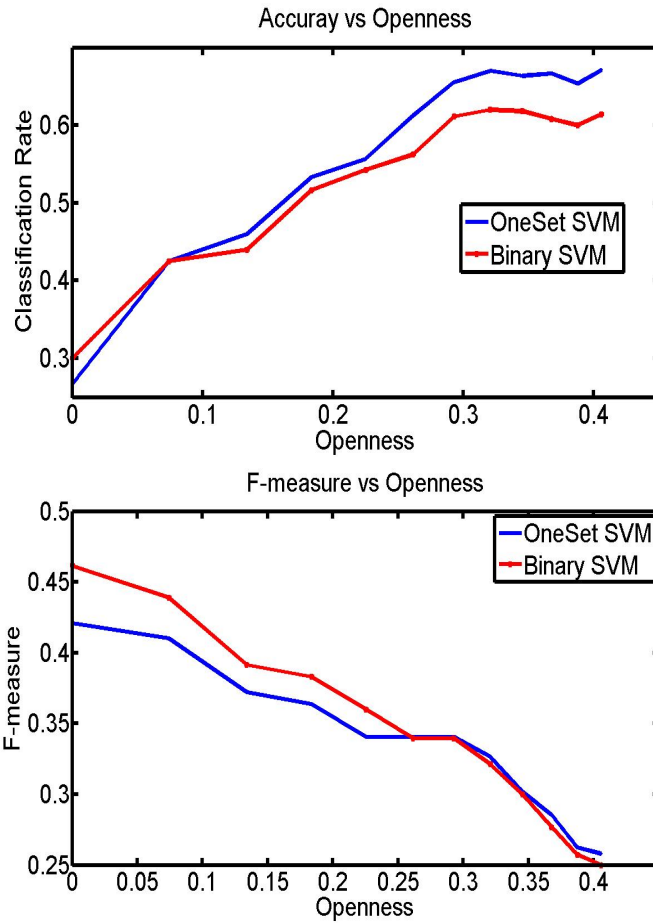 Accuray vs Openness
Classification Rate
0.6
0.5
0.4
0.3
OneSet SVM
Binary SVM
0 0.1 0.2 0.3 0.4
Openness
F-measure vs Openness
F-measure
0.5
0.45
0.4
0.35
0.3
0.25
OneSet SVM
Binary SVM
0 0.05 0.1 0.15 0.2 0.25 0.3 0.35 0.4
Openness